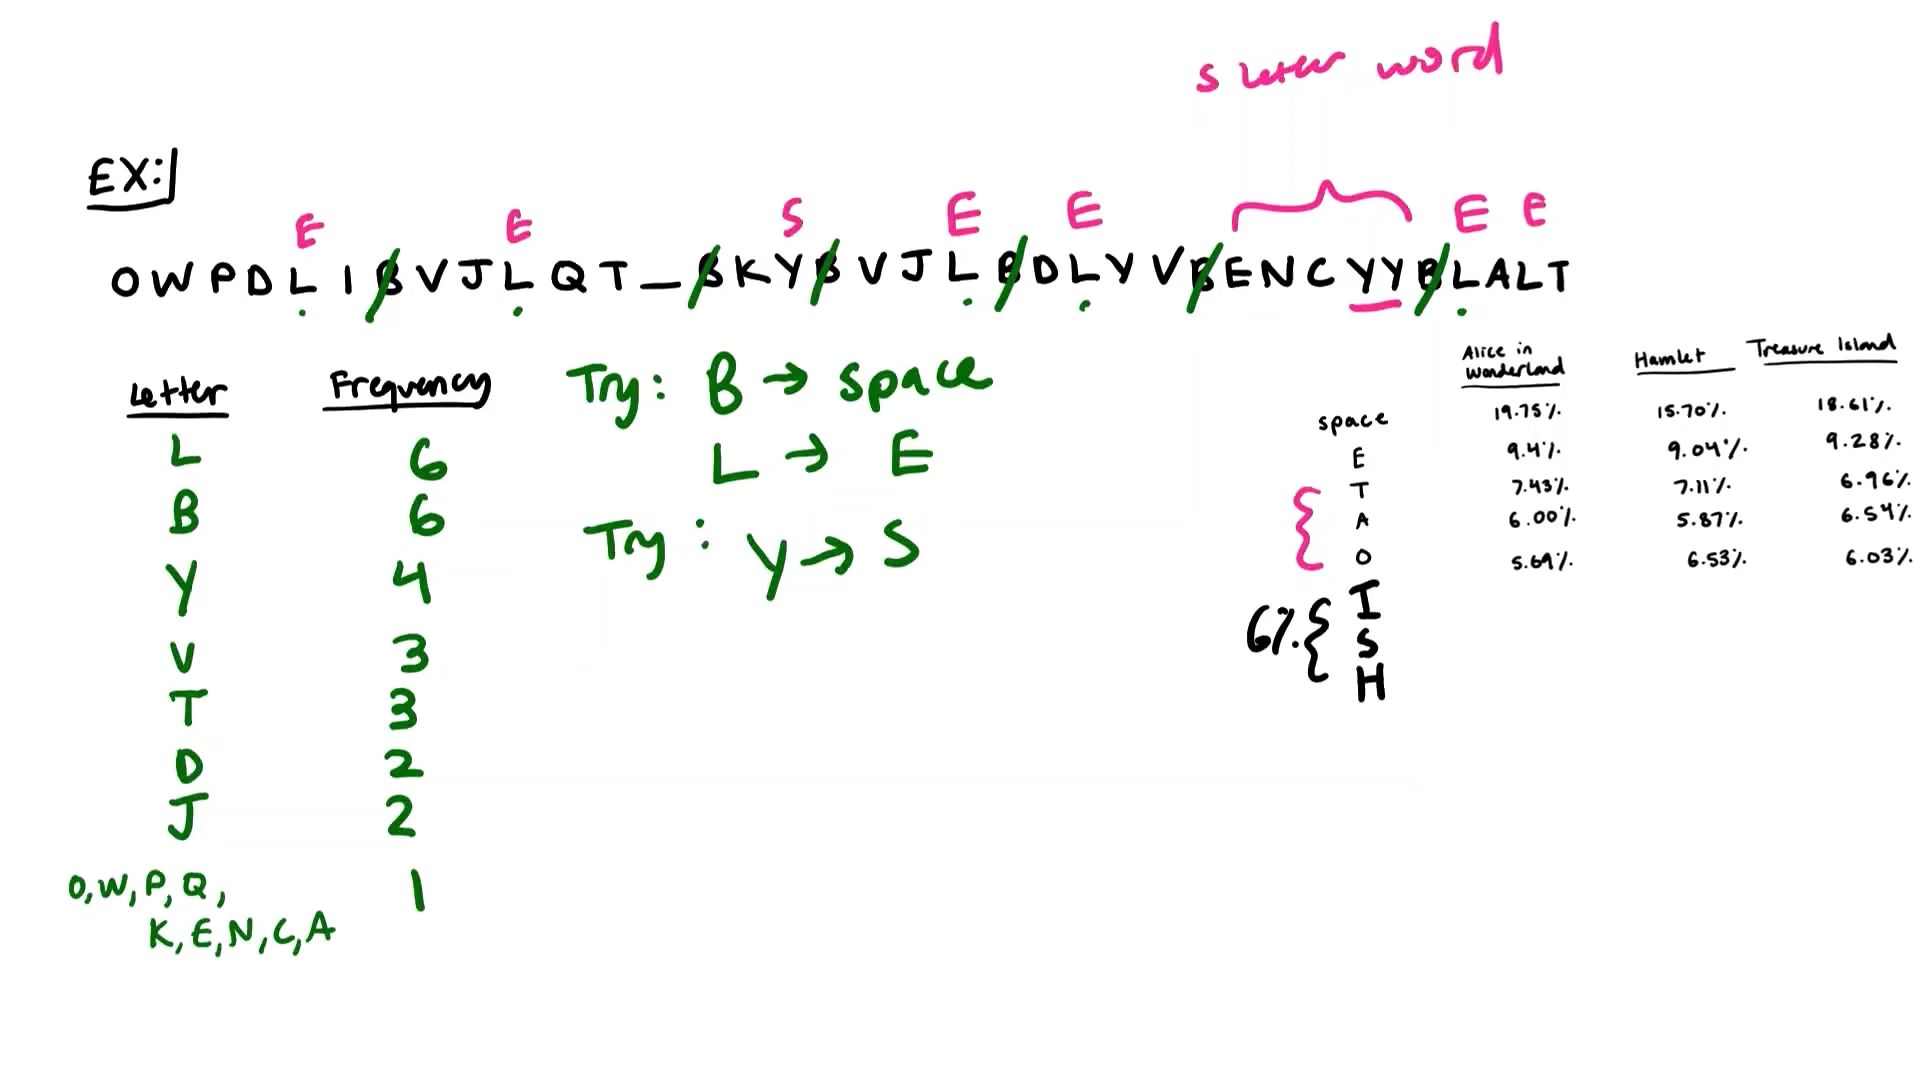 5 letter word
EX:
E E S E E E E
O W P D L I B V J L Q T _ B K Y B V J L B D L Y V B E N C Y Y B L A L T
Letter Frequency
L 6
B 6
Y 4
V 3
T 3
D 2
J 2
O, W, P, Q,
K, E, N, C, A 1
Try: B → space
L → E
Try: Y → S
Alice in Wonderland Hamlet Treasure Island
space 19.75% 15.70% 18.61%
E 9.4% 9.04% 9.28%
T 7.43% 7.11% 6.96%
A 6.00% 5.87% 6.54%
O 5.69% 6.53% 6.03%
I
6% S
H